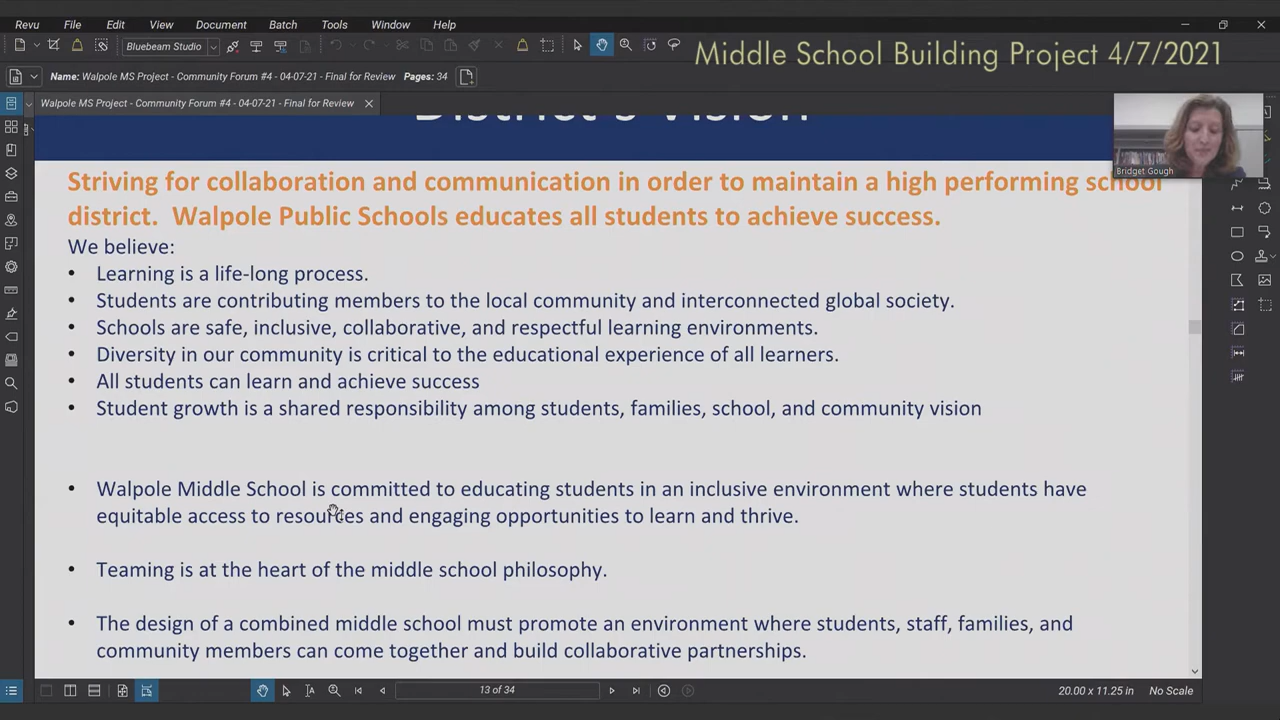 Revu File Edit View Document Batch Tools Window Help
Bluebeam Studio
Middle School Building Project 4/7/2021
Name: Walpole MS Project - Community Forum #4 - 04-07-21 - Final for Review Pages: 34
Walpole MS Project - Community Forum #4 - 04-07-21 - Final for Review
District's Vision
Bridget Gough
Striving for collaboration and communication in order to maintain a high performing school
district. Walpole Public Schools educates all students to achieve success.
We believe:
• Learning is a life-long process.
• Students are contributing members to the local community and interconnected global society.
• Schools are safe, inclusive, collaborative, and respectful learning environments.
• Diversity in our community is critical to the educational experience of all learners.
• All students can learn and achieve success
• Student growth is a shared responsibility among students, families, school, and community vision
• Walpole Middle School is committed to educating students in an inclusive environment where students have
equitable access to resources and engaging opportunities to learn and thrive.
• Teaming is at the heart of the middle school philosophy.
• The design of a combined middle school must promote an environment where students, staff, families, and
community members can come together and build collaborative partnerships.
13 of 34
20.00 x 11.25 in No Scale